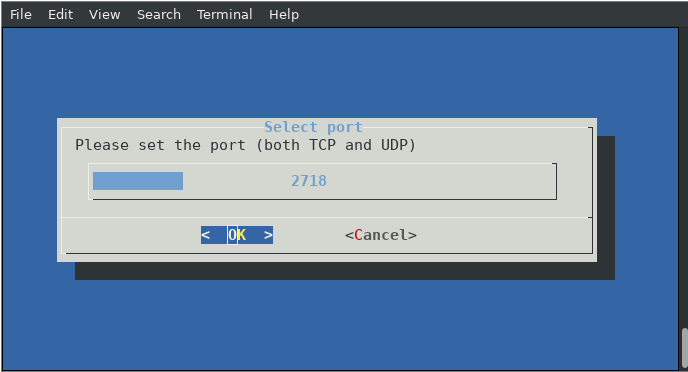 File Edit View Search Terminal Help
Select port
Please set the port (both TCP and UDP)
2718
< OK > <Cancel>